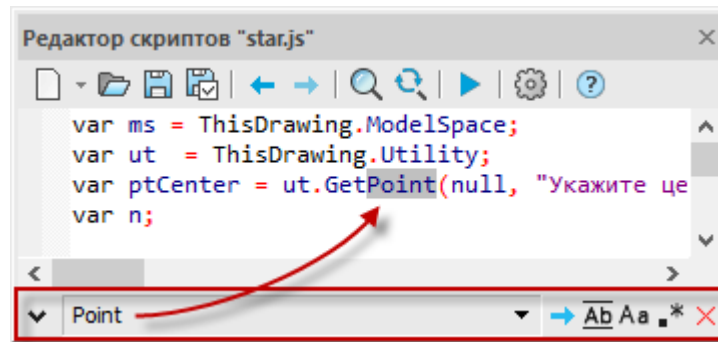 Редактор скриптов "star.js"
var ms = ThisDrawing.ModelSpace;
var ut  = ThisDrawing.Utility;
var ptCenter = ut.GetPoint(null, "Укажите це
var n;
Point Ab Aa .*